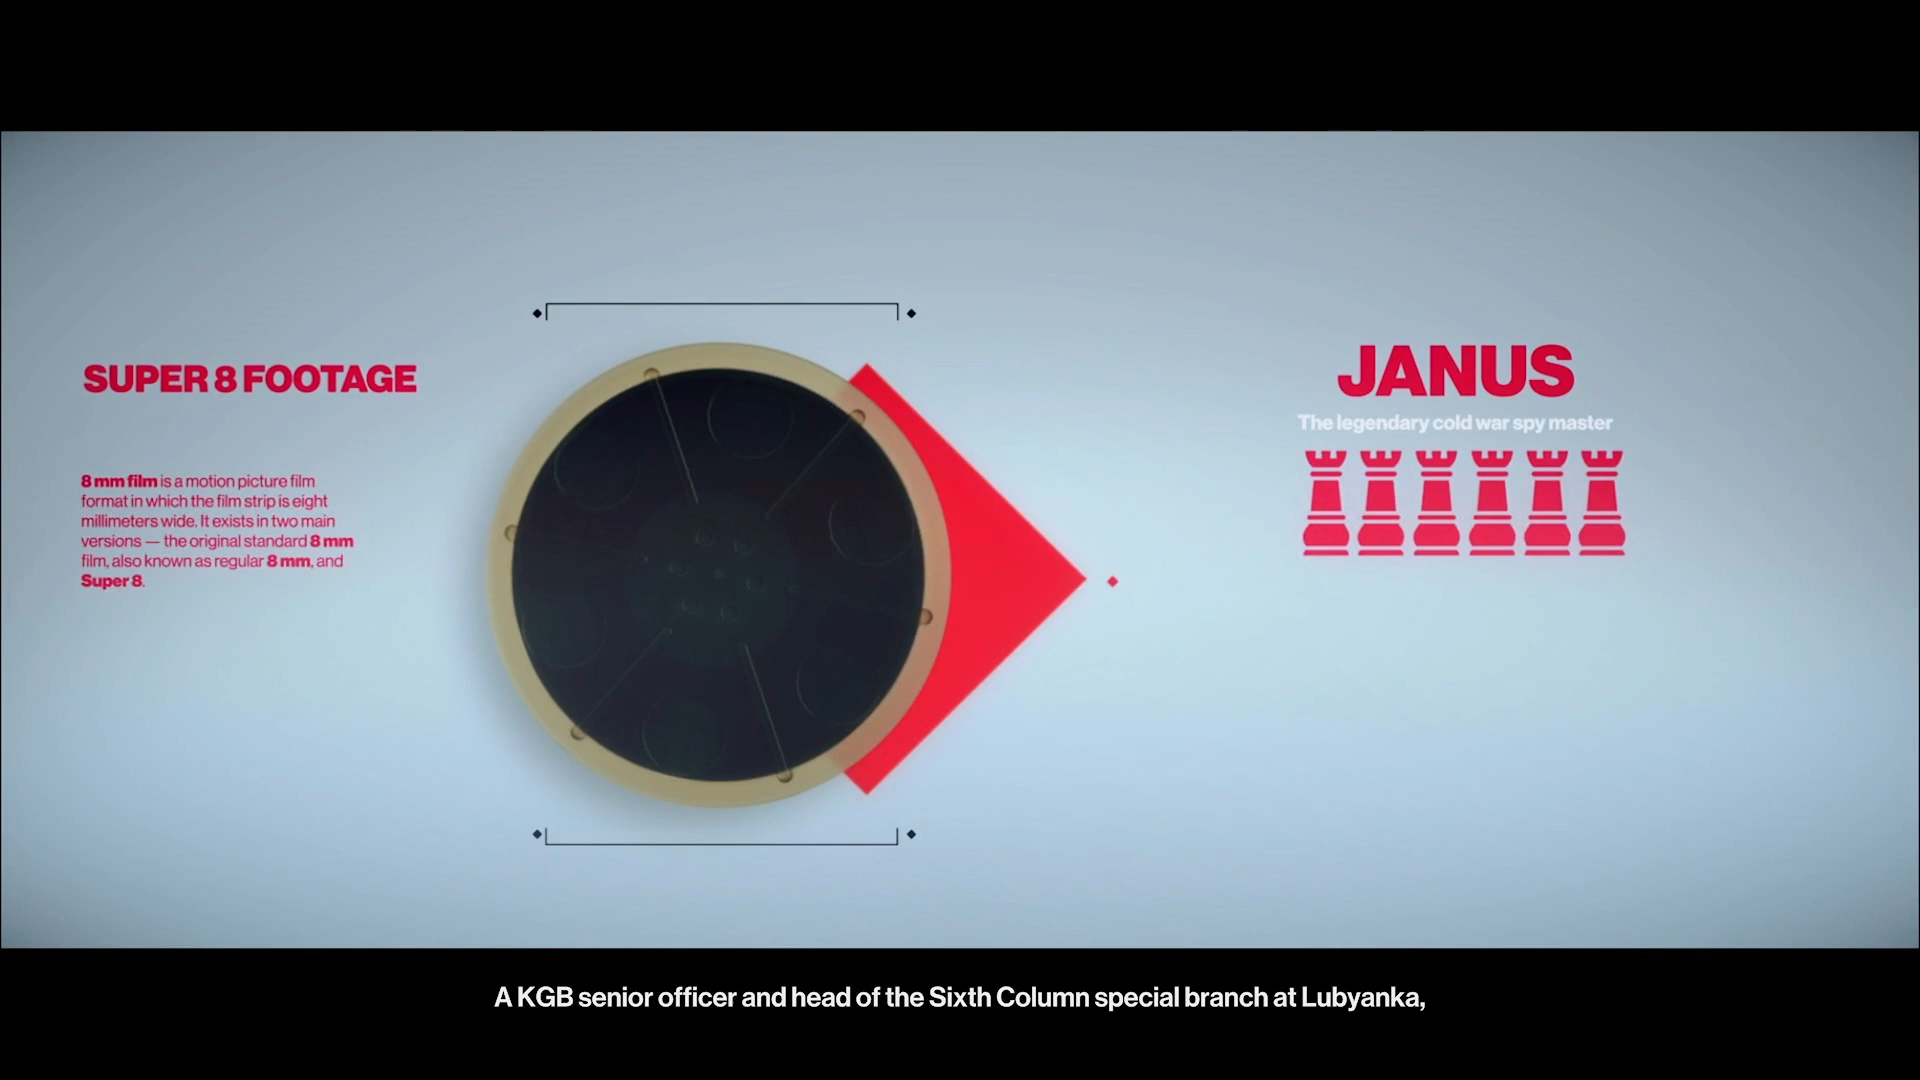 SUPER 8 FOOTAGE
8 mm film is a motion picture film
format in which the film strip is eight
millimeters wide. It exists in two main
versions — the original standard 8 mm
film, also known as regular 8 mm, and
Super 8.
JANUS
The legendary cold war spy master
A KGB senior officer and head of the Sixth Column special branch at Lubyanka,